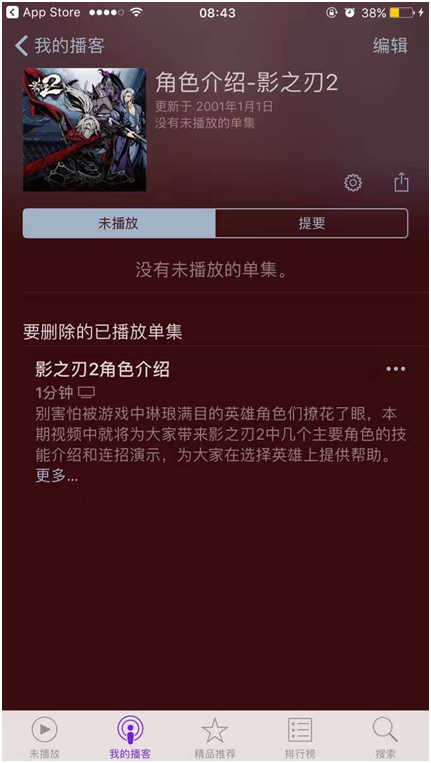 App Store
08:43
38%
我的播客
编辑
角色介绍-影之刃2
更新于 2001年1月1日
没有未播放的单集
未播放
提要
没有未播放的单集。
要删除的已播放单集
影之刃2角色介绍
1分钟
别害怕被游戏中琳琅满目的英雄角色们撩花了眼，本
期视频中就将为大家带来影之刃2中几个主要角色的技
能介绍和连招演示，为大家在选择英雄上提供帮助。
更多...
未播放
我的播客
精品推荐
排行榜
搜索